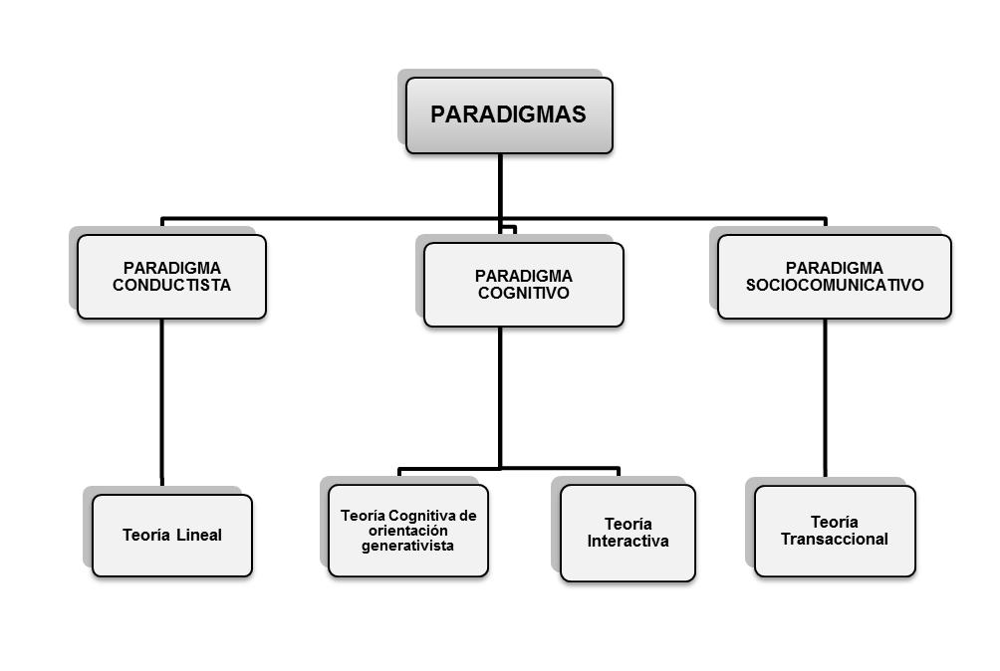 PARADIGMAS
PARADIGMA
CONDUCTISTA
PARADIGMA
COGNITIVO
PARADIGMA
SOCIOCOMUNICATIVO
Teoría Lineal
Teoría Cognitiva de
orientación
generativista
Teoría
Interactiva
Teoría
Transaccional